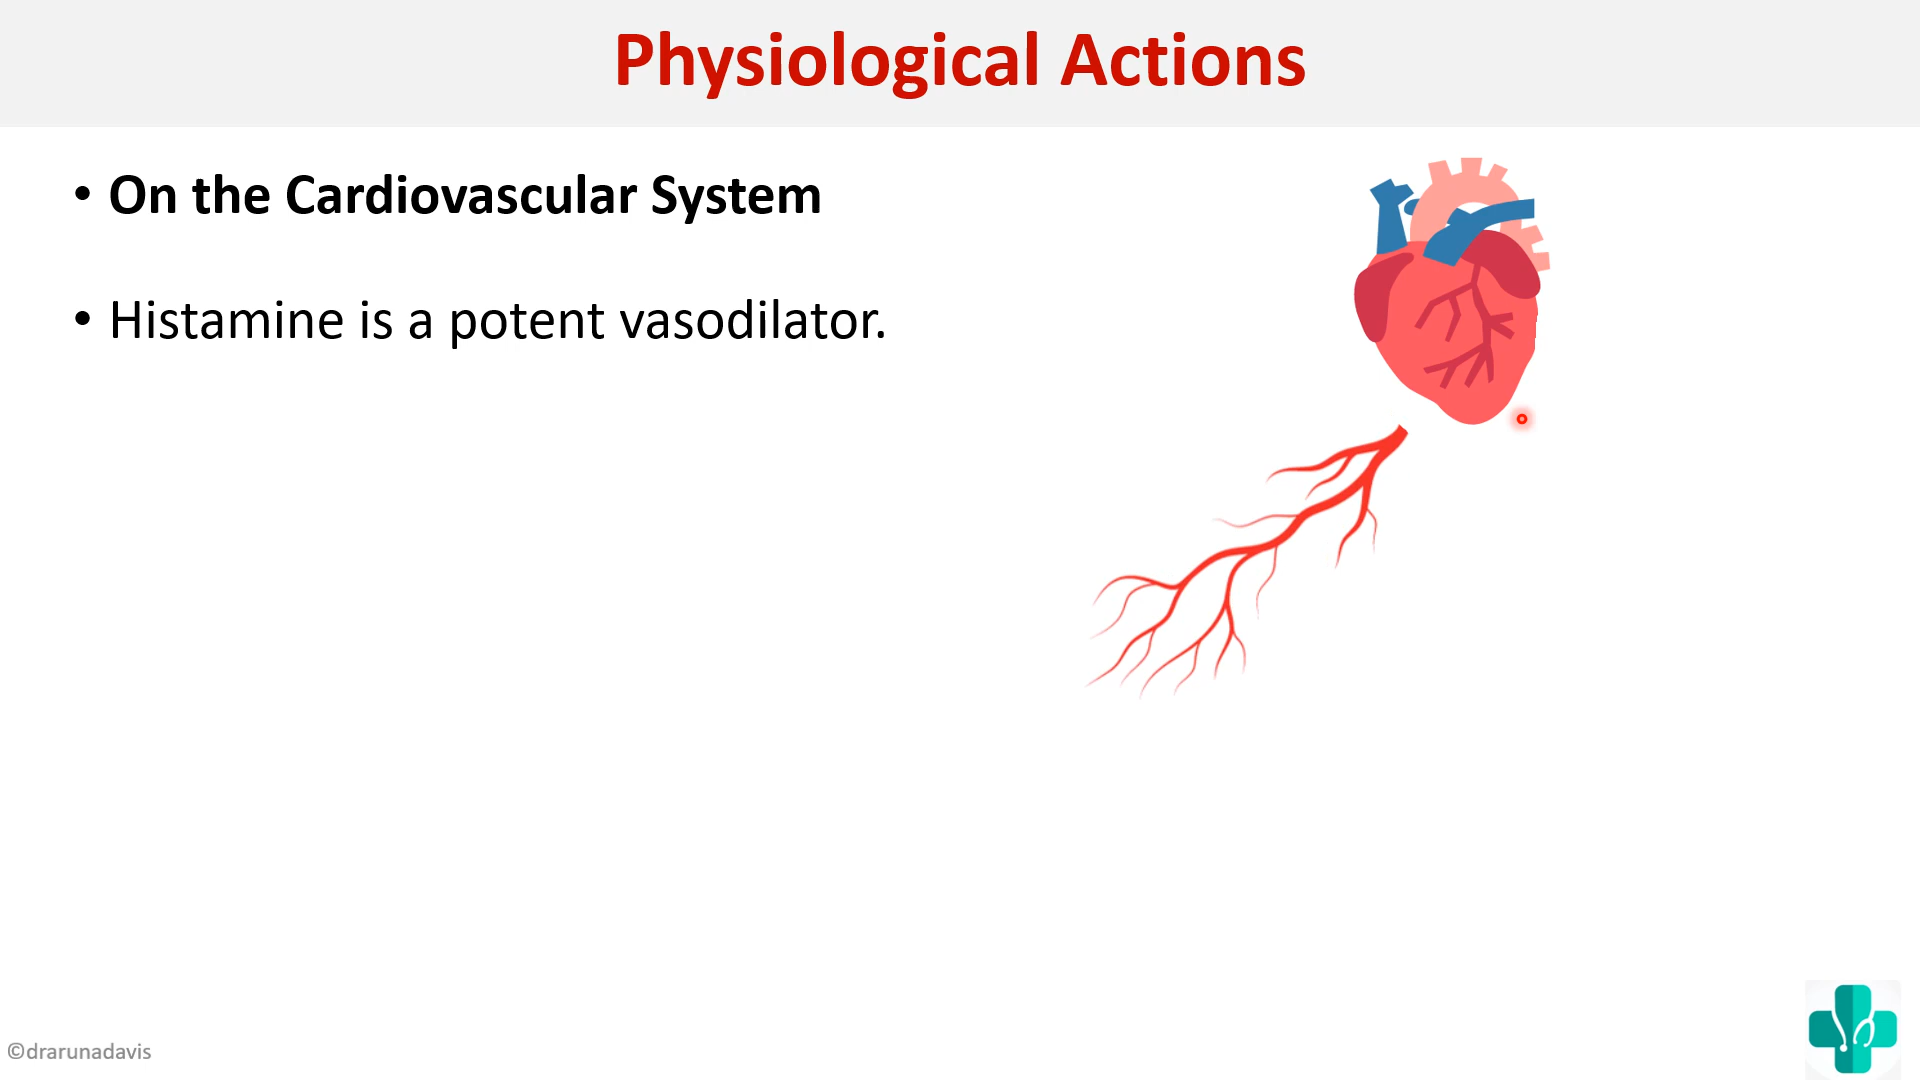 Physiological Actions
• On the Cardiovascular System
• Histamine is a potent vasodilator.
©drarunadavis